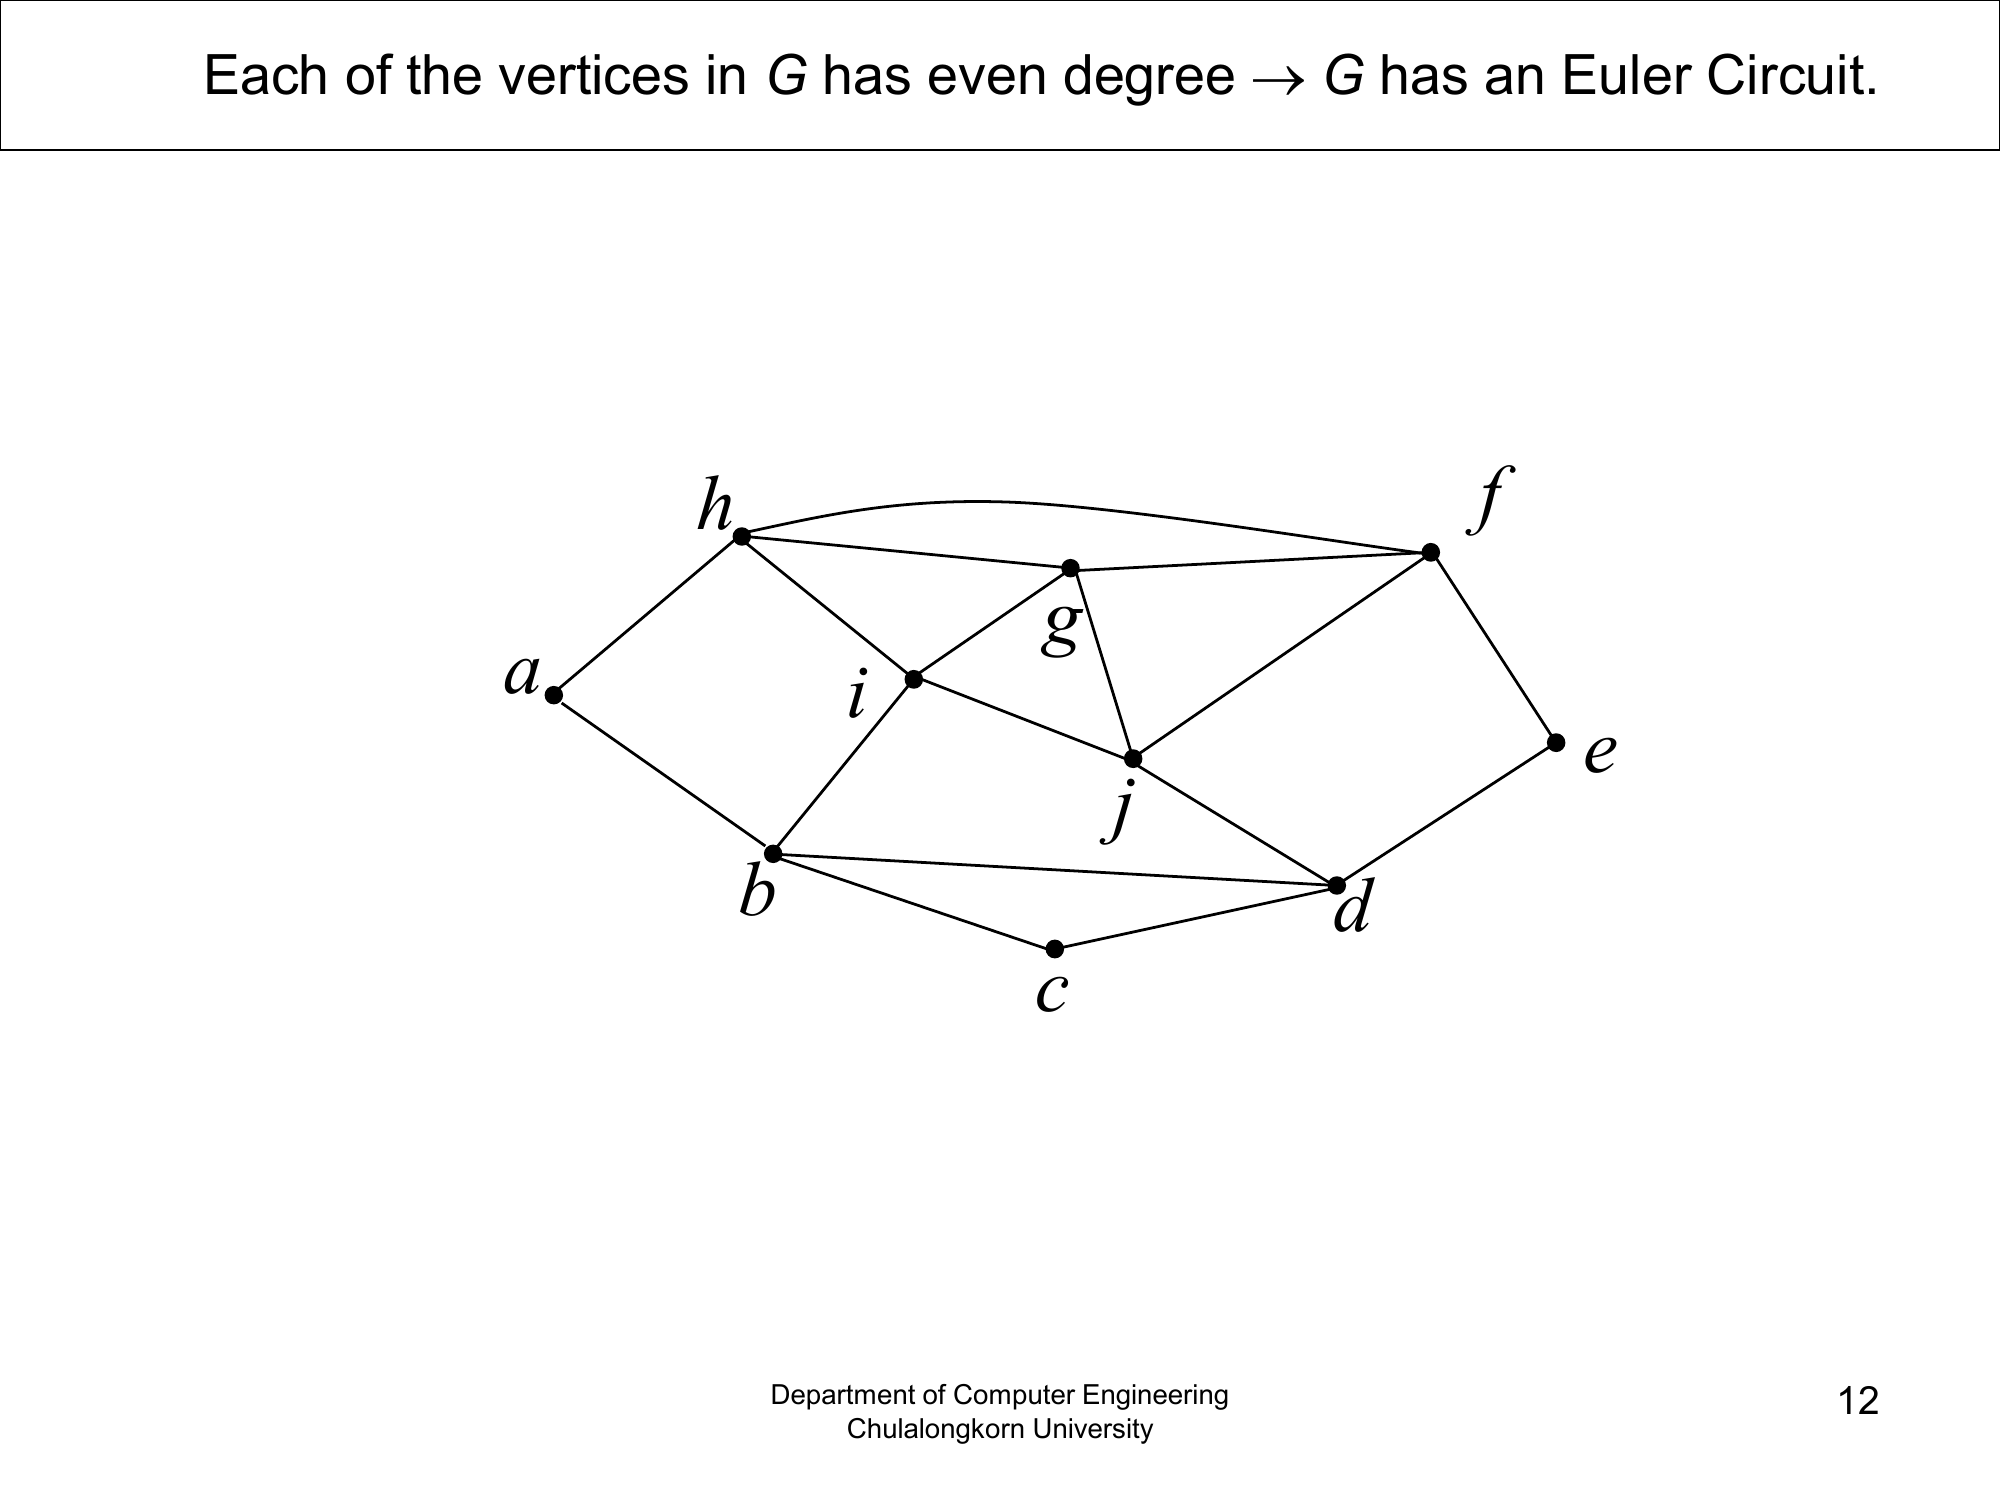 Each of the vertices in G has even degree → G has an Euler Circuit.
h
f
g
a
i
e
j
b
d
c
Department of Computer Engineering
Chulalongkorn University
12